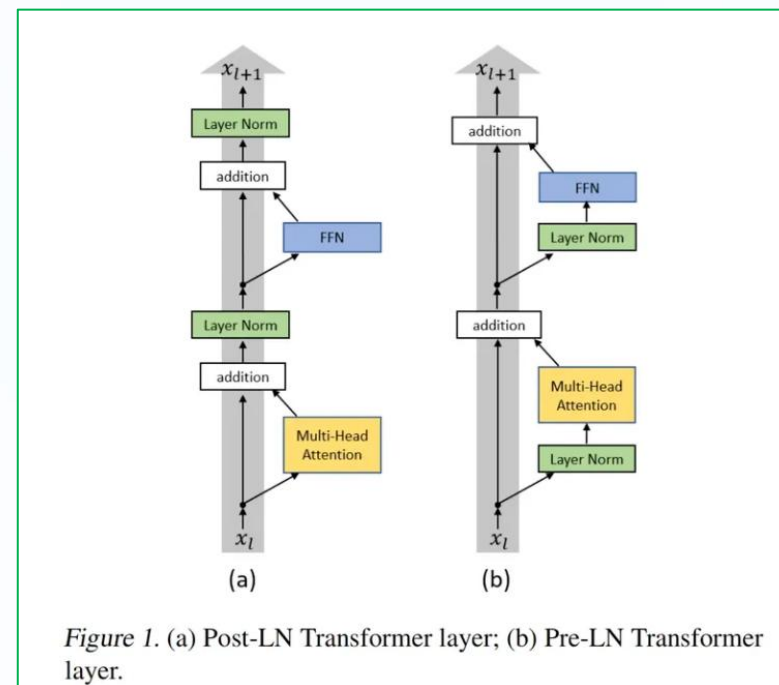 x_{l+1}
Layer Norm
addition
FFN
Layer Norm
addition
Multi-Head
Attention
x_l
(a)
x_{l+1}
addition
FFN
Layer Norm
addition
Multi-Head
Attention
Layer Norm
x_l
(b)
Figure 1. (a) Post-LN Transformer layer; (b) Pre-LN Transformer
layer.